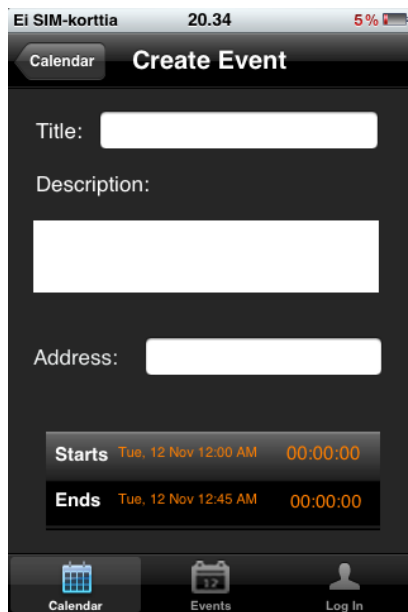 Ei SIM-korttia 20.34 5%
Calendar Create Event
Title:
Description:
Address:
Starts Tue, 12 Nov 12:00 AM 00:00:00
Ends Tue, 12 Nov 12:45 AM 00:00:00
12
Calendar Events Log In